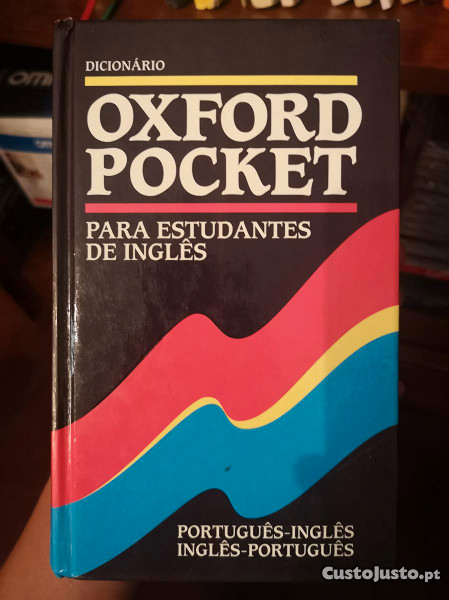 DICIONÁRIO
OXFORD
POCKET
PARA ESTUDANTES
DE INGLÊS
PORTUGUÊS-INGLÊS
INGLÊS-PORTUGUÊS
CustoJusto.pt